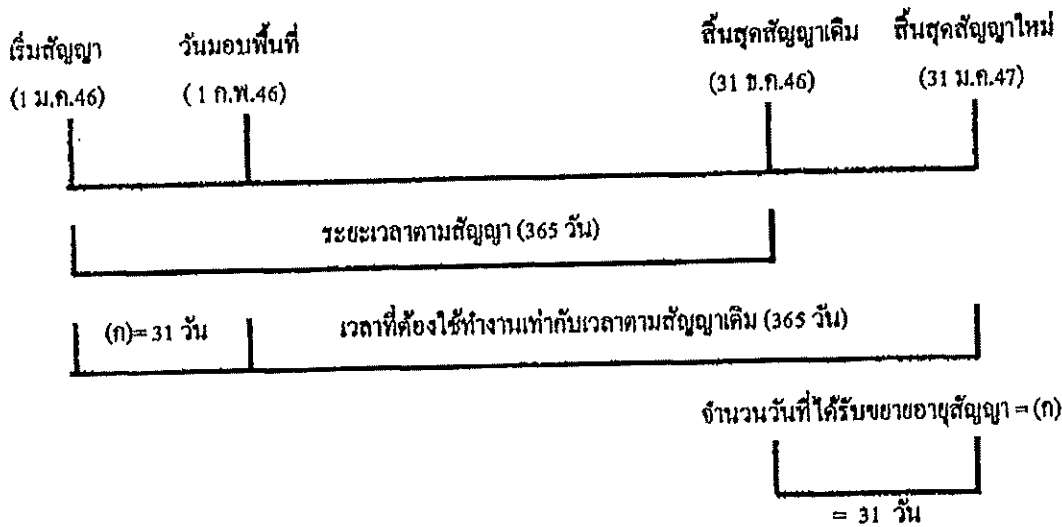 เริ่มสัญญา วันมอบพื้นที่ สิ้นสุดสัญญาเดิม สิ้นสุดสัญญาใหม่
(1 ม.ค.46) ( 1 ก.พ.46) (31 ธ.ค.46) (31 ม.ค.47)
ระยะเวลาตามสัญญา (365 วัน)
(ก)= 31 วัน เวลาที่ต้องใช้ทำงานเท่ากับเวลาตามสัญญาเดิม (365 วัน)
จำนวนวันที่ได้รับขยายอายุสัญญา = (ก)
= 31 วัน